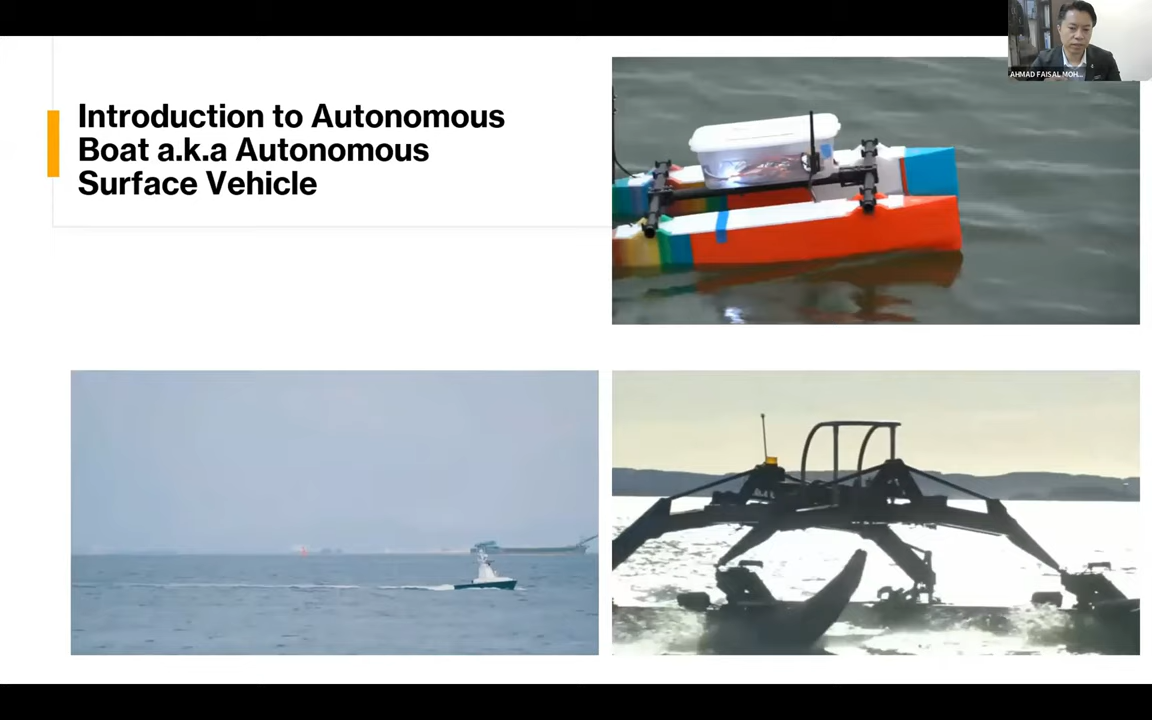 Introduction to Autonomous
Boat a.k.a Autonomous
Surface Vehicle
AHMAD FAISAL MOH...